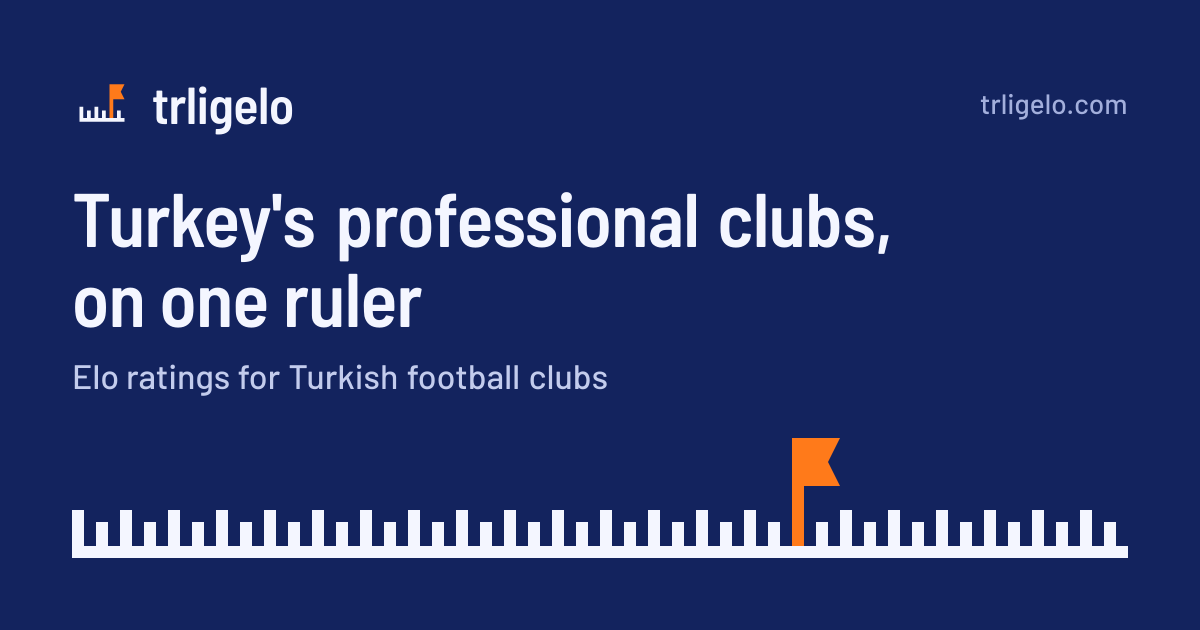 trligelo
trligelo.com
Turkey's professional clubs,
on one ruler
Elo ratings for Turkish football clubs